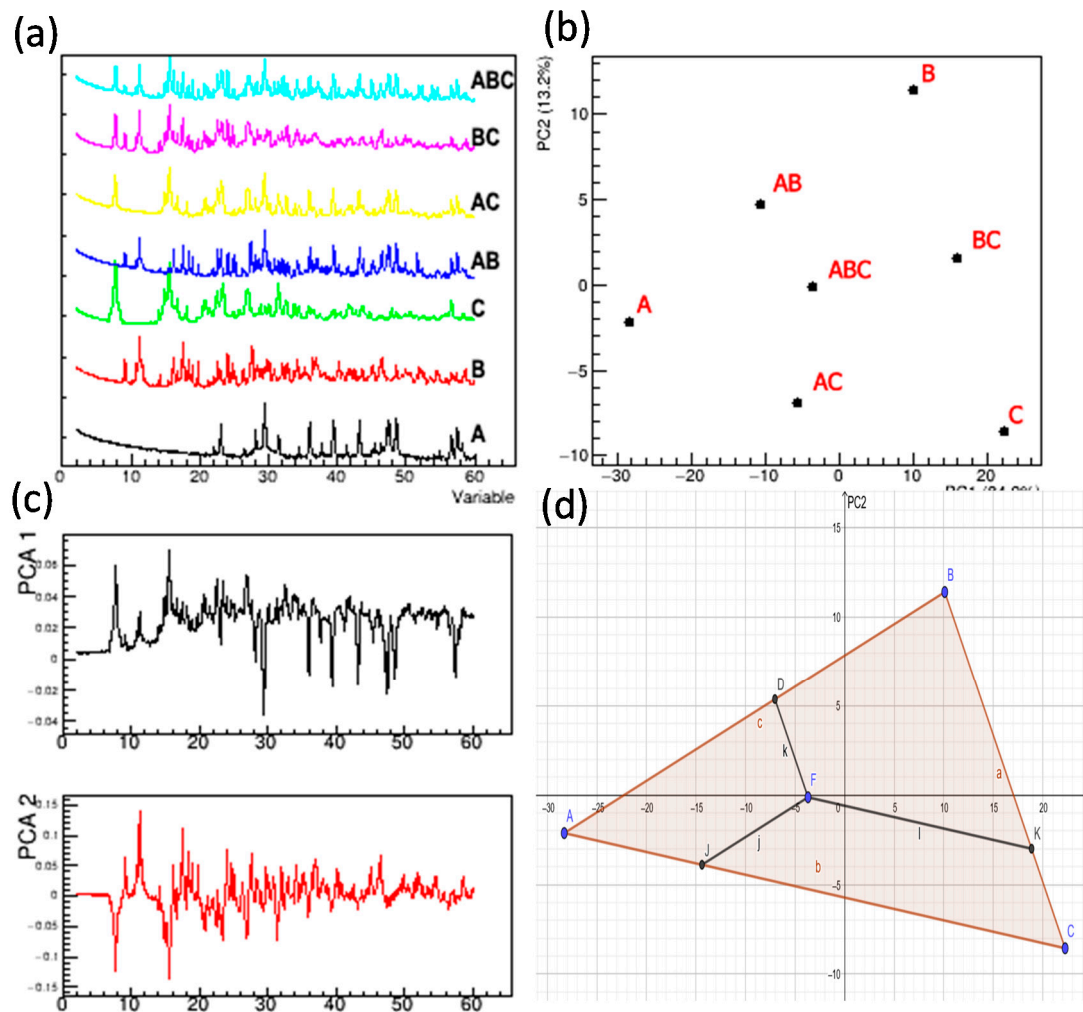 (a)
ABC
BC
AC
AB
C
B
A
0 10 20 30 40 50 60
Variable
(b)
PC2 (13.2%)
10
5
0
−5
−10
B
AB
BC
ABC
A
AC
C
−30 −20 −10 0 10 20
(c)
PCA 1
0.06
0.04
0.02
0
−0.02
−0.04
0 10 20 30 40 50 60
PCA 2
0.15
0.1
0.05
0
−0.05
−0.1
−0.15
0 10 20 30 40 50 60
(d)
PC2
15
B
10
D
5
c
k
a
F
−30 −25 −20 −15 −10 −5 0 5 10 15 20
A
l
K
J
j
b
−5
C
−10